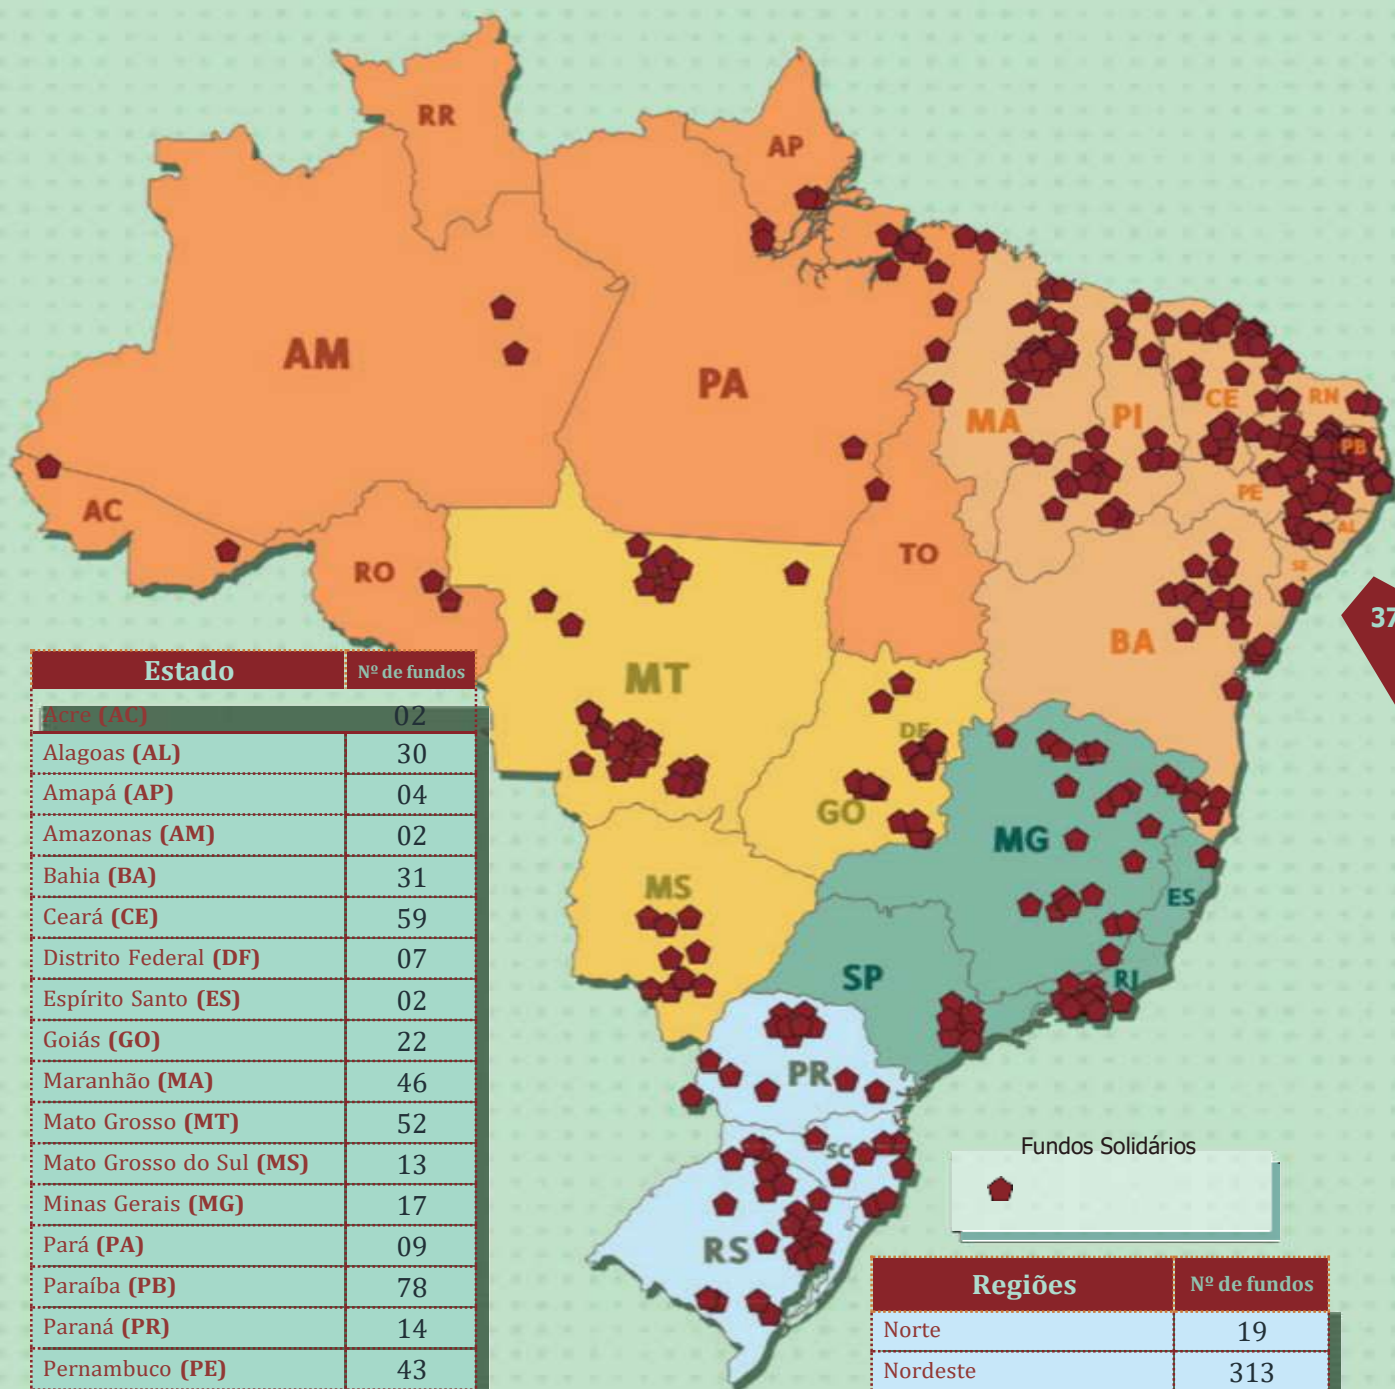 RR
AP
AM
PA
MA
PI
CE
RN
PB
PE
AL
SE
AC
RO
TO
BA
MT
DF
GO
MG
ES
MS
SP
RJ
PR
SC
RS
37
Estado Nº de fundos
Acre (AC) 02
Alagoas (AL) 30
Amapá (AP) 04
Amazonas (AM) 02
Bahia (BA) 31
Ceará (CE) 59
Distrito Federal (DF) 07
Espírito Santo (ES) 02
Goiás (GO) 22
Maranhão (MA) 46
Mato Grosso (MT) 52
Mato Grosso do Sul (MS) 13
Minas Gerais (MG) 17
Pará (PA) 09
Paraíba (PB) 78
Paraná (PR) 14
Pernambuco (PE) 43
Fundos Solidários
Regiões Nº de fundos
Norte 19
Nordeste 313